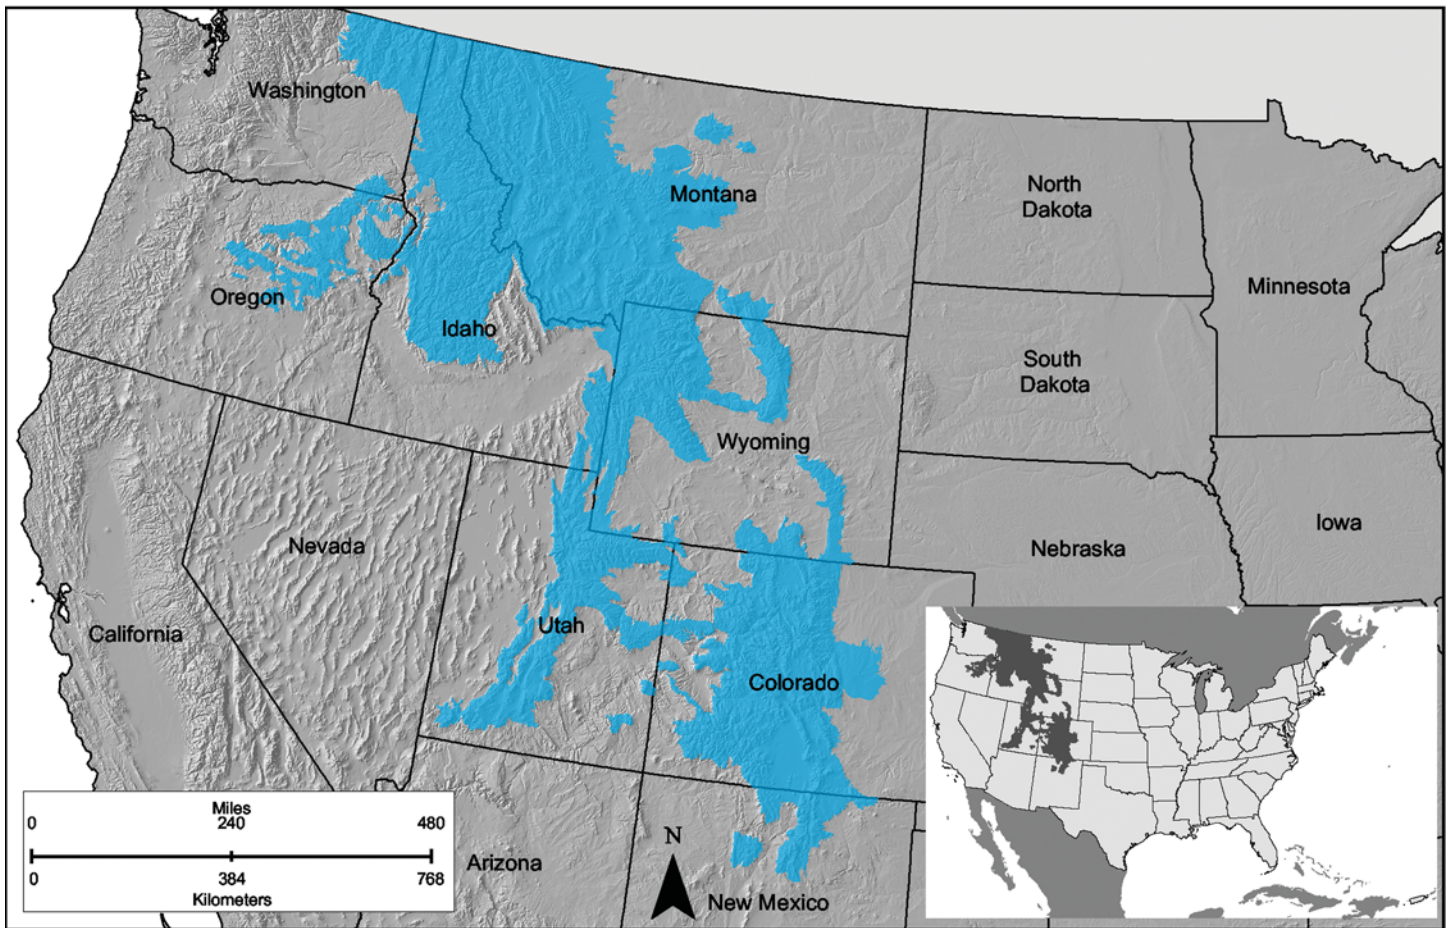 Washington
Montana
North
Dakota
Minnesota
Oregon
Idaho
South
Dakota
Wyoming
Iowa
Nevada
Nebraska
California
Utah
Colorado
Miles
0 240 480
0 384 768
Kilometers
N
Arizona
New Mexico